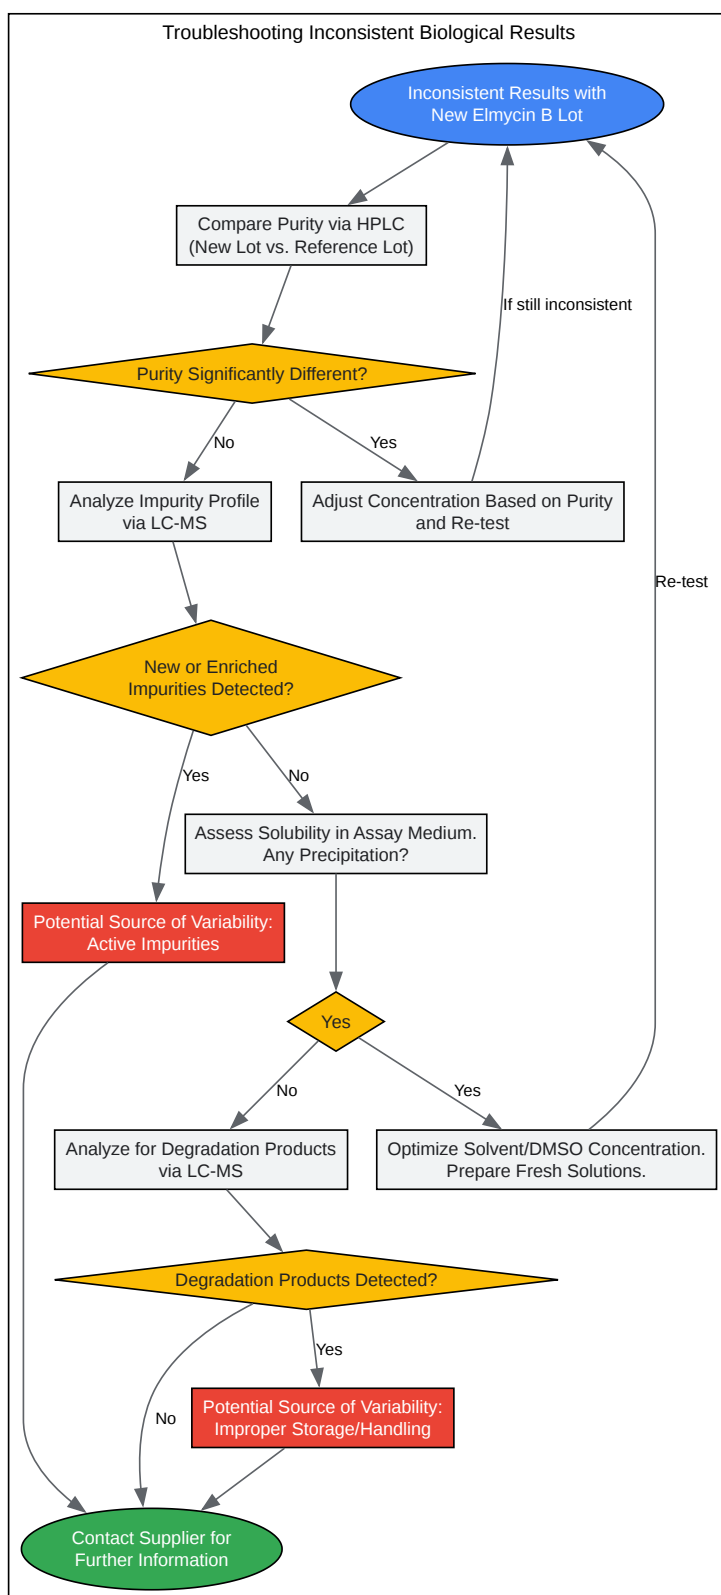 Troubleshooting Inconsistent Biological Results
Inconsistent Results with
New Elmycin B Lot
Compare Purity via HPLC
(New Lot vs. Reference Lot)
If still inconsistent
Purity Significantly Different?
No
Yes
Analyze Impurity Profile
via LC-MS
Adjust Concentration Based on Purity
and Re-test
Re-test
New or Enriched
Impurities Detected?
Yes
No
Assess Solubility in Assay Medium.
Any Precipitation?
Potential Source of Variability:
Active Impurities
Yes
No
Yes
Analyze for Degradation Products
via LC-MS
Optimize Solvent/DMSO Concentration.
Prepare Fresh Solutions.
Degradation Products Detected?
Yes
No
Potential Source of Variability:
Improper Storage/Handling
Contact Supplier for
Further Information